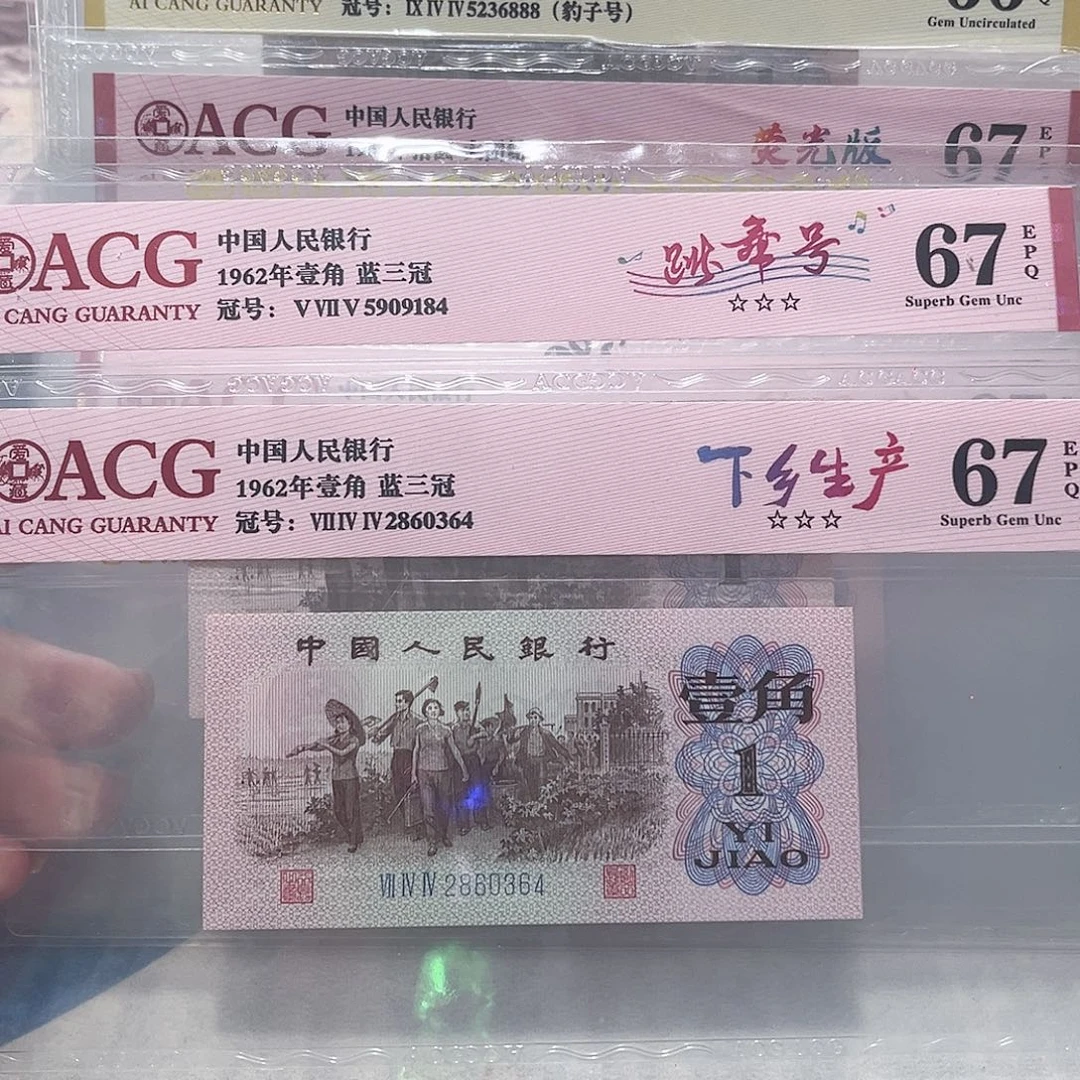 AI CANG GUARANTY
冠号：Ⅸ Ⅳ Ⅳ 5236888（豹子号）
Gem Uncirculated
ACG
中国人民银行
荧光版
67
E
P
ACG
CANG GUARANTY
中国人民银行
1962年壹角 蓝三冠
冠号：Ⅴ Ⅶ Ⅴ 5909184
跳舞号
☆☆☆
67
EPQ
Superb Gem Unc
ACG
AI CANG GUARANTY
中国人民银行
1962年壹角 蓝三冠
冠号：Ⅶ Ⅳ Ⅳ 2860364
下乡生产
☆☆☆
67
EPQ
Superb Gem Unc
中國人民銀行
壹角
1
YI
JIAO
Ⅶ Ⅳ Ⅳ 2860364